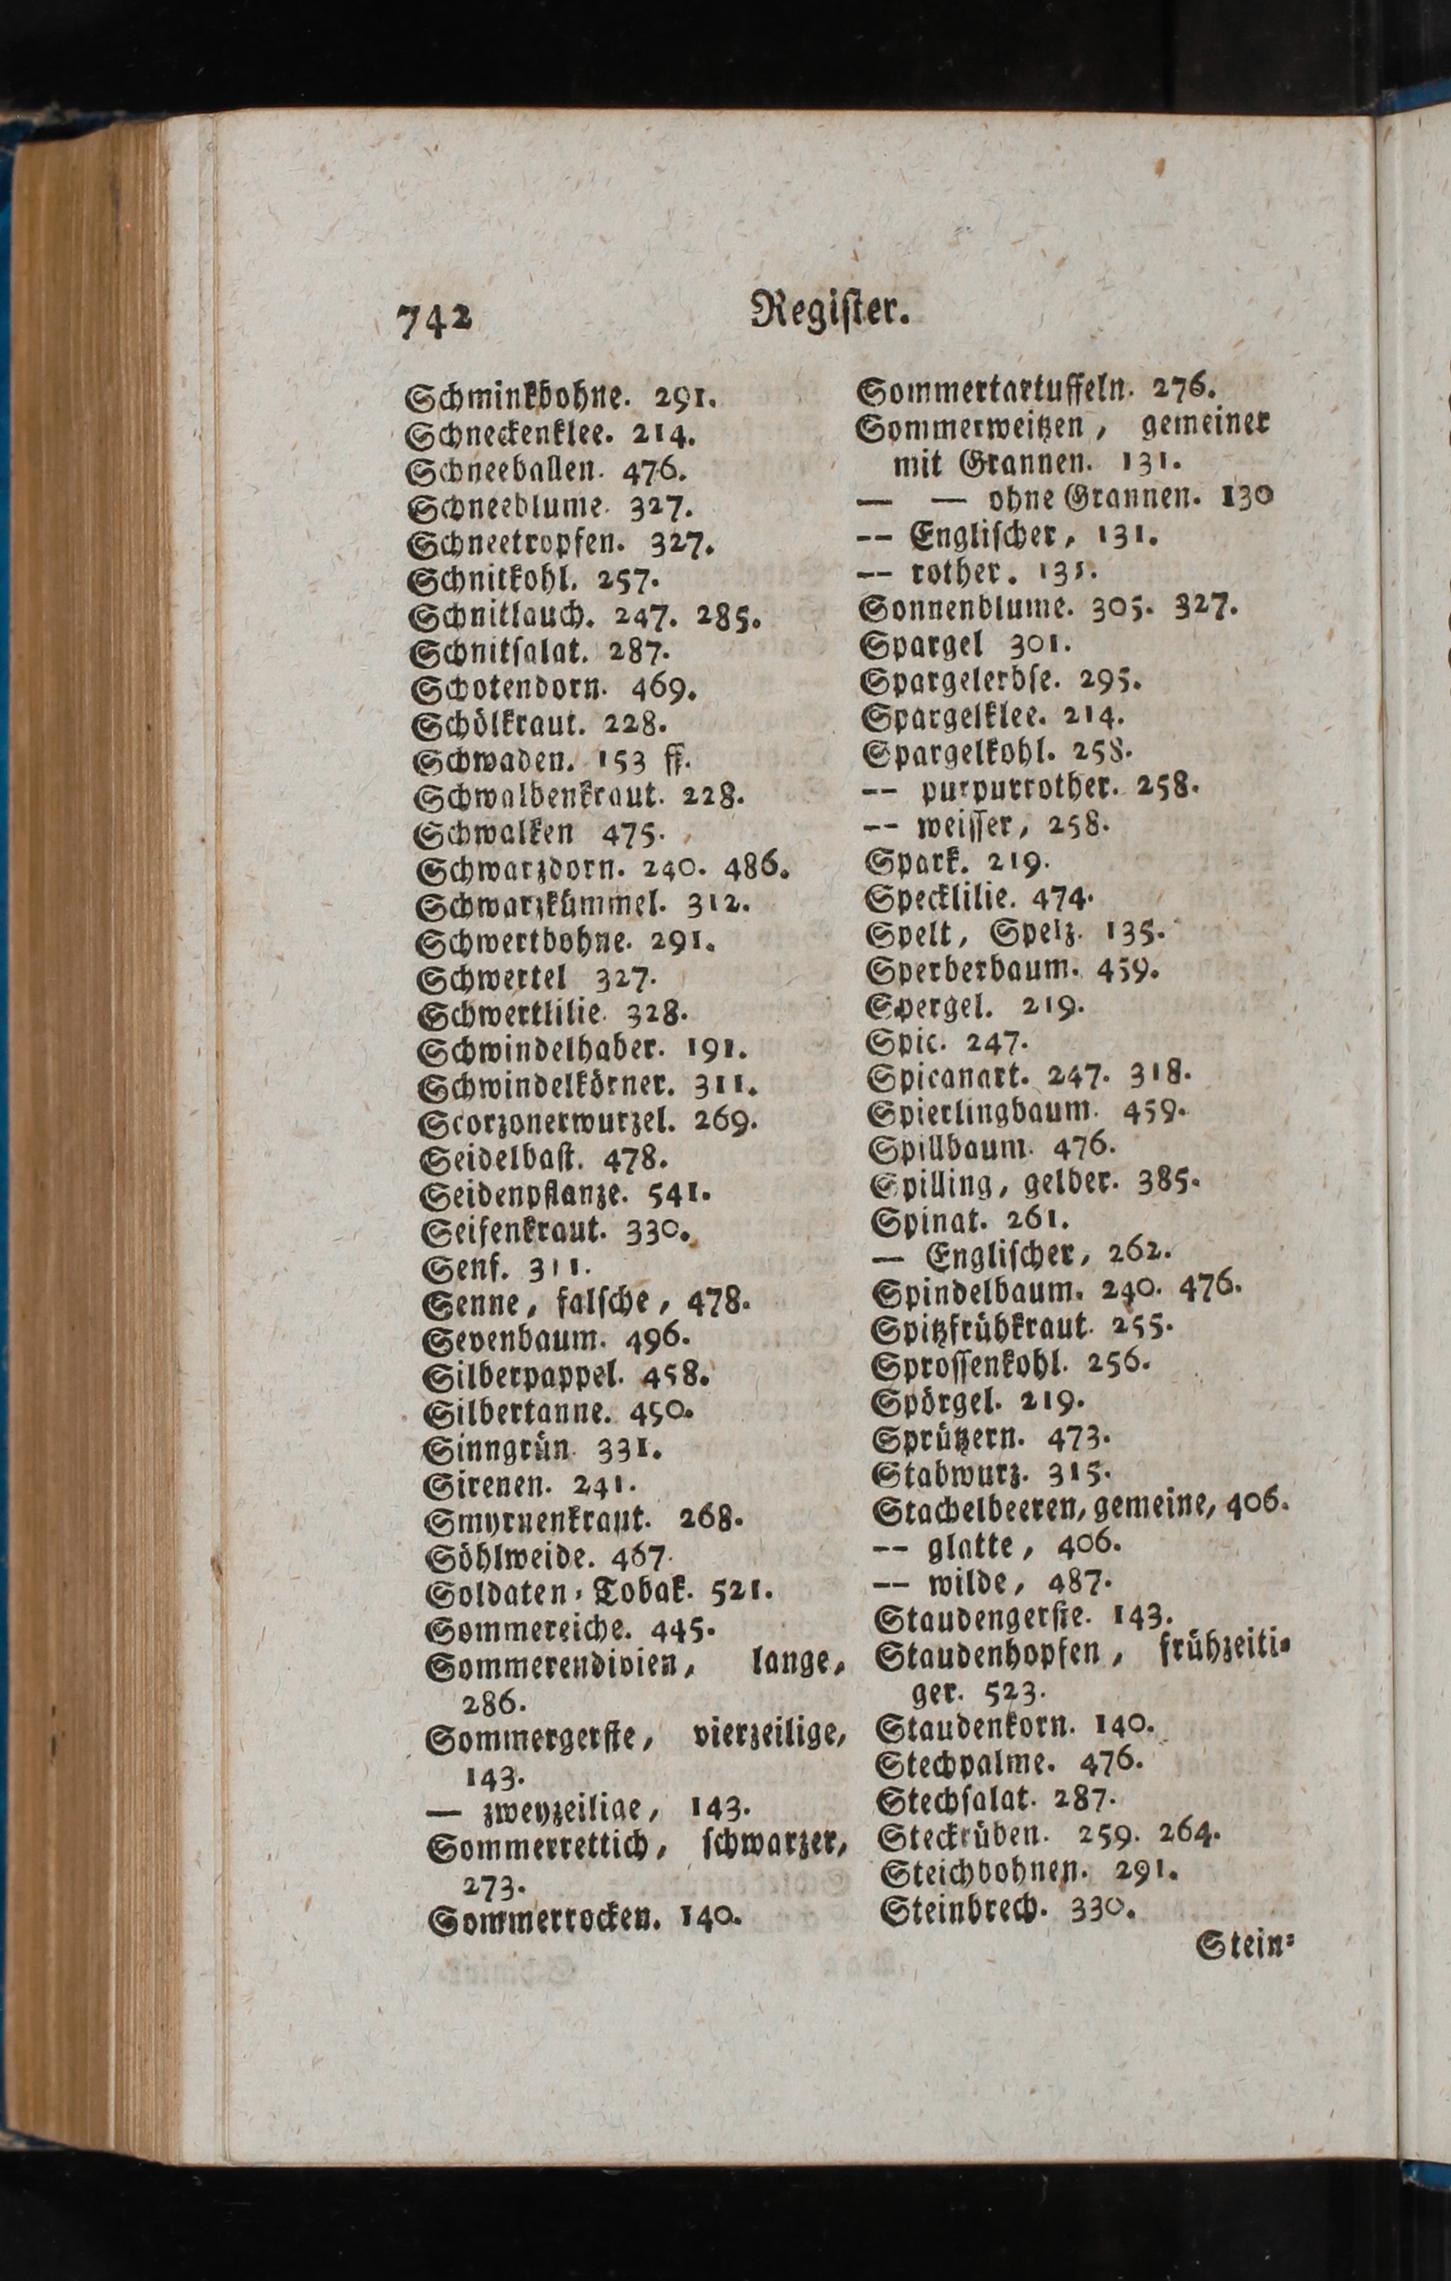 742
Regiſter.
Schminkbohne. 291.
Schneckenklee. 214.
Schneeballen. 476.
Schneeblume. 327.
Schneetropfen. 327.
Schnitkohl. 257.
Schnitlauch. 247. 285.
Schnitſalat. 287.
Schotendorn. 469.
Schölkraut. 228.
Schwaden. 153 ff.
Schwalbenkraut. 228.
Schwalken 475.
Schwarzdorn. 240. 486.
Schwarzkümmel. 312.
Schwertbohne. 291.
Schwertel 327.
Schwertlilie. 328.
Schwindelhaber. 191.
Schwindelkörner. 311.
Scorzonerwurzel. 269.
Seidelbaſt. 478.
Seidenpflanze. 541.
Seifenkraut. 330.
Senf. 311.
Senne, falſche, 478.
Sevenbaum. 496.
Silberpappel. 458.
Silbertanne. 450.
Sinngrün. 331.
Sirenen. 241.
Smyrnenkraut. 268.
Söhlweide. 467.
Soldaten-Tobak. 521.
Sommereiche. 445.
Sommerendivien, lange,
286.
Sommergerſte, vierzeilige,
143.
— zweyzeilige, 143.
Sommerrettich, ſchwarzer,
273.
Sommerrocken. 140.
Sommertartuffeln. 276.
Sommerweitzen, gemeiner
mit Grannen. 131.
— — ohne Grannen. 130
-- Engliſcher, 131.
-- rother. 131.
Sonnenblume. 305. 327.
Spargel 301.
Spargelerbſe. 295.
Spargelklee. 214.
Spargelkohl. 258.
-- purpurrother. 258.
-- weiſſer, 258.
Spark. 219.
Specklilie. 474.
Spelt, Spelz. 135.
Sperberbaum. 459.
Spergel. 219.
Spic. 247.
Spicanart. 247. 318.
Spierlingbaum. 459.
Spillbaum. 476.
Spilling, gelber. 385.
Spinat. 261.
— Engliſcher, 262.
Spindelbaum. 240. 476.
Spitzfrühkraut. 255.
Sproſſenkohl. 256.
Spörgel. 219.
Sprützern. 473.
Stabwurz. 315.
Stachelbeeren, gemeine, 406.
-- glatte, 406.
-- wilde, 487.
Staudengerſte. 143.
Staudenhopfen, frühzeiti-
ger. 523.
Staudenkorn. 140.
Stechpalme. 476.
Stechſalat. 287.
Steckrüben. 259. 264.
Steichbohnen. 291.
Steinbrech. 330.
Stein-